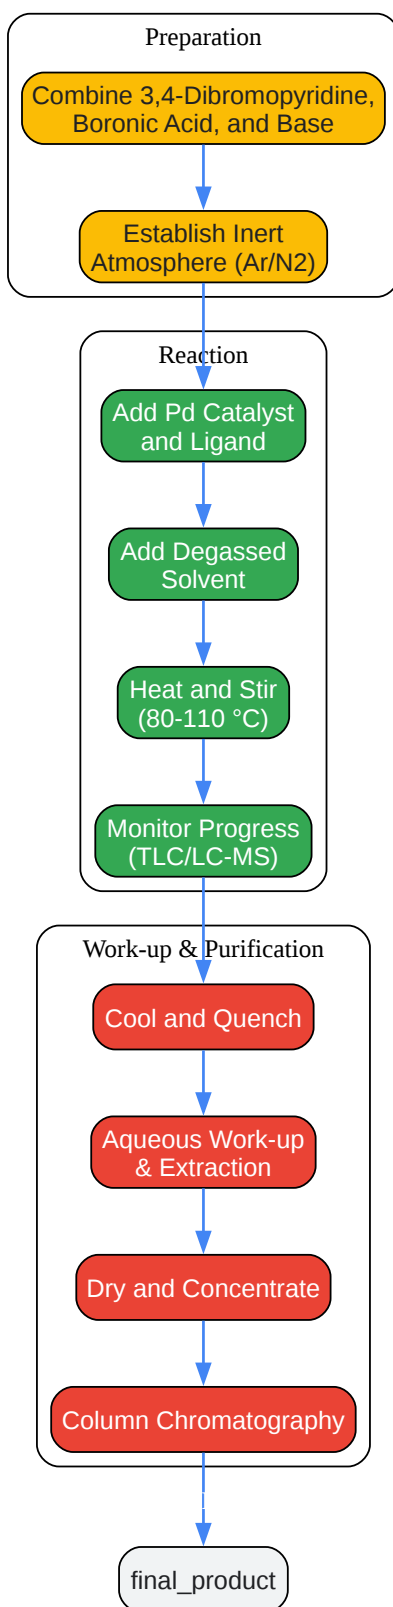 Preparation
Combine 3,4-Dibromopyridine,
Boronic Acid, and Base
Establish Inert
Atmosphere (Ar/N2)
Reaction
Add Pd Catalyst
and Ligand
Add Degassed
Solvent
Heat and Stir
(80-110 °C)
Monitor Progress
(TLC/LC-MS)
Work-up & Purification
Cool and Quench
Aqueous Work-up
& Extraction
Dry and Concentrate
Column Chromatography
final_product